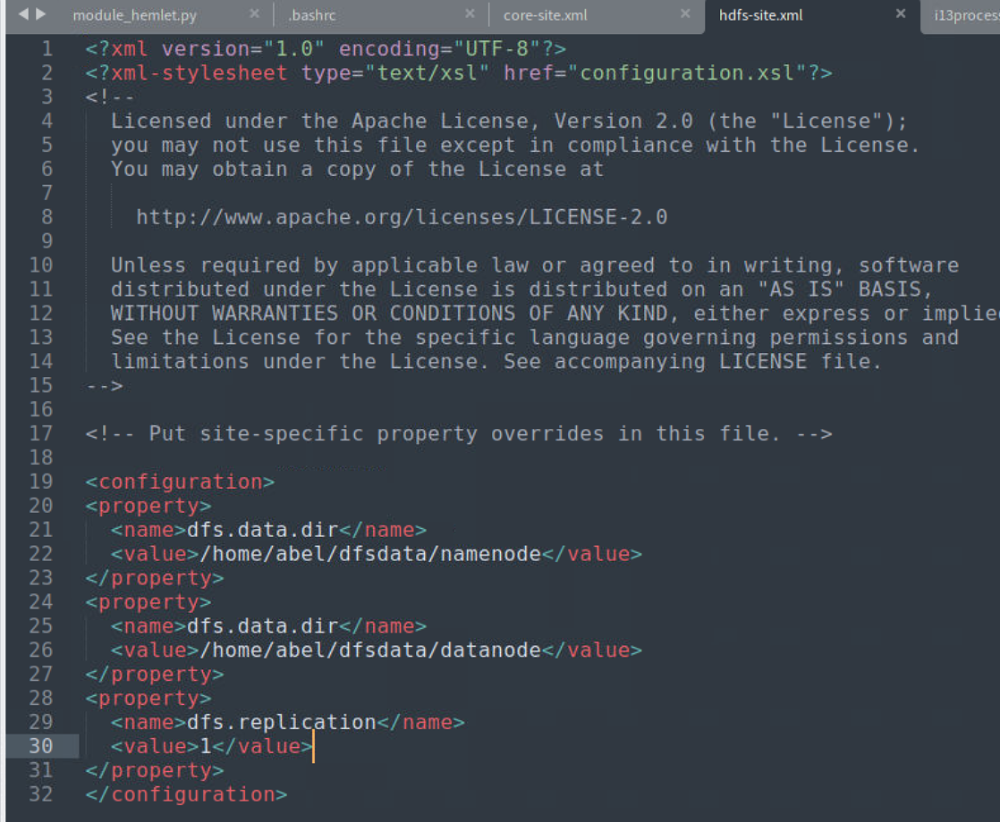 module_hemlet.py
.bashrc
core-site.xml
hdfs-site.xml
1 <?xml version="1.0" encoding="UTF-8"?>
2 <?xml-stylesheet type="text/xsl" href="configuration.xsl"?>
3 <!--
4 Licensed under the Apache License, Version 2.0 (the "License");
5 you may not use this file except in compliance with the License.
6 You may obtain a copy of the License at
7
8 http://www.apache.org/licenses/LICENSE-2.0
9
10 Unless required by applicable law or agreed to in writing, software
11 distributed under the License is distributed on an "AS IS" BASIS,
12 WITHOUT WARRANTIES OR CONDITIONS OF ANY KIND, either express or
13 See the License for the specific language governing permissions and
14 limitations under the License. See accompanying LICENSE file.
15 -->
16
17 <!-- Put site-specific property overrides in this file. -->
18
19 <configuration>
20 <property>
21 <name>dfs.data.dir</name>
22 <value>/home/abel/dfsdata/namenode</value>
23 </property>
24 <property>
25 <name>dfs.data.dir</name>
26 <value>/home/abel/dfsdata/datanode</value>
27 </property>
28 <property>
29 <name>dfs.replication</name>
30 <value>1</value>
31 </property>
32 </configuration>